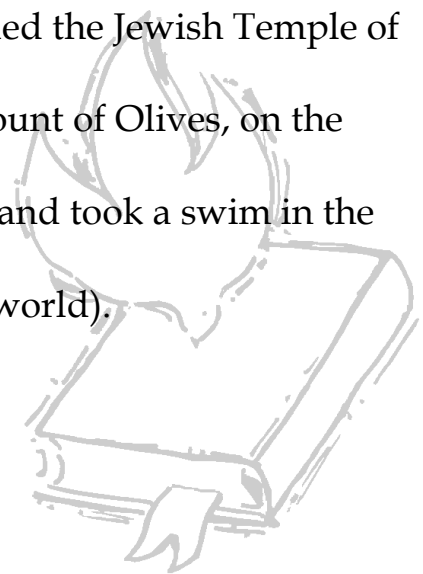 ed the Jewish Temple of
ount of Olives, on the
and took a swim in the
world).